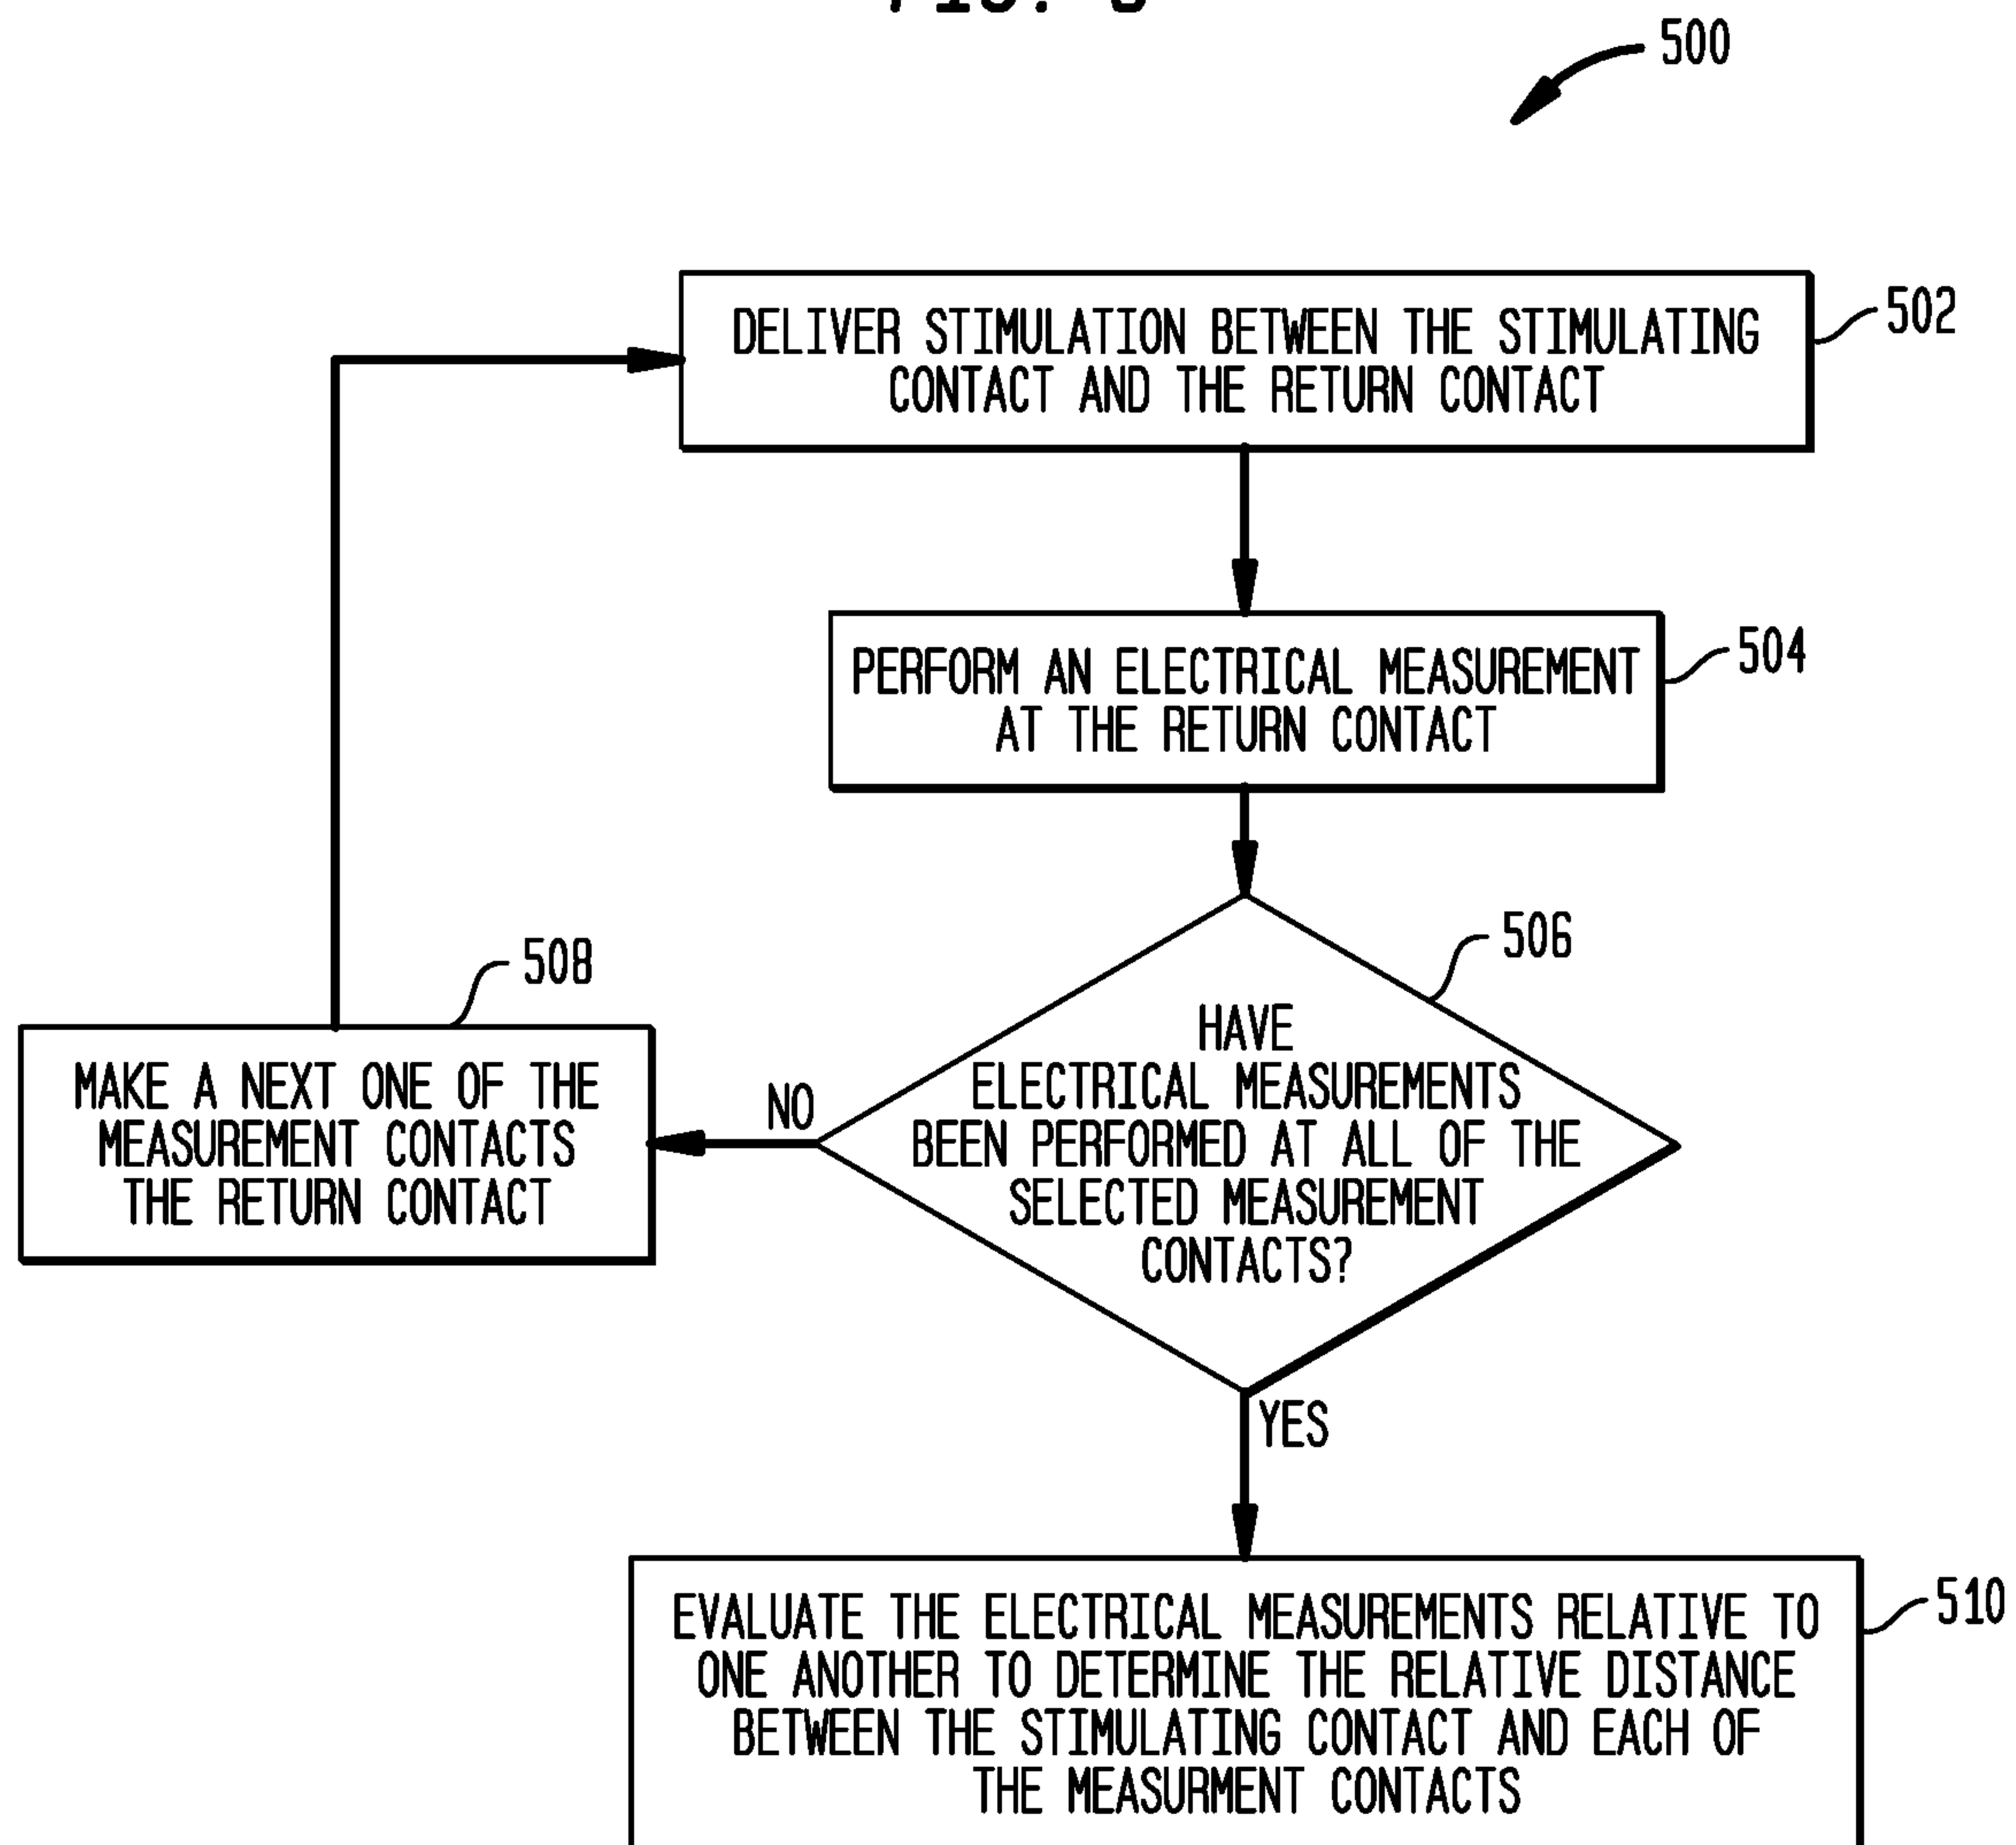 500
DELIVER STIMULATION BETWEEN THE STIMULATING
CONTACT AND THE RETURN CONTACT
502
PERFORM AN ELECTRICAL MEASUREMENT
AT THE RETURN CONTACT
504
HAVE
ELECTRICAL MEASUREMENTS
BEEN PERFORMED AT ALL OF THE
SELECTED MEASUREMENT
CONTACTS?
506
NO
508
MAKE A NEXT ONE OF THE
MEASUREMENT CONTACTS
THE RETURN CONTACT
YES
EVALUATE THE ELECTRICAL MEASUREMENTS RELATIVE TO
ONE ANOTHER TO DETERMINE THE RELATIVE DISTANCE
BETWEEN THE STIMULATING CONTACT AND EACH OF
THE MEASURMENT CONTACTS
510